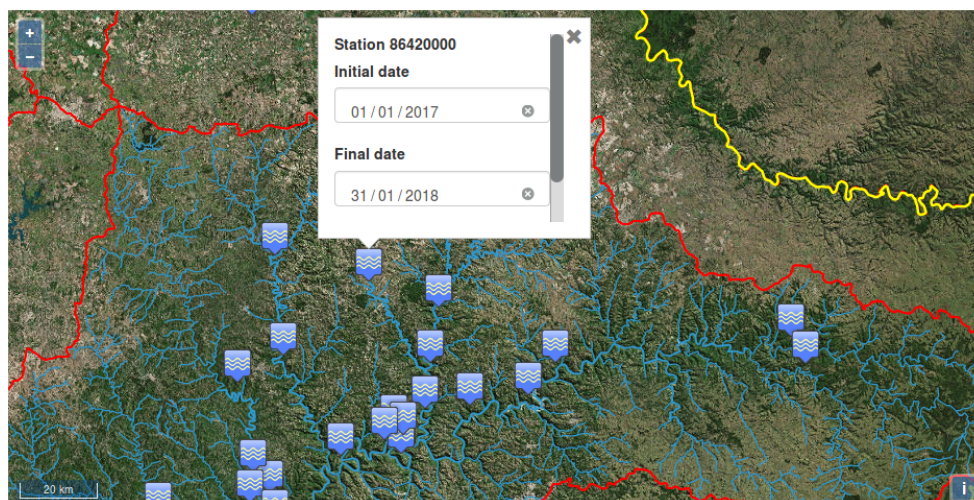 +
−
Station 86420000
Initial date
01 / 01 / 2017
Final date
31 / 01 / 2018
20 km
i